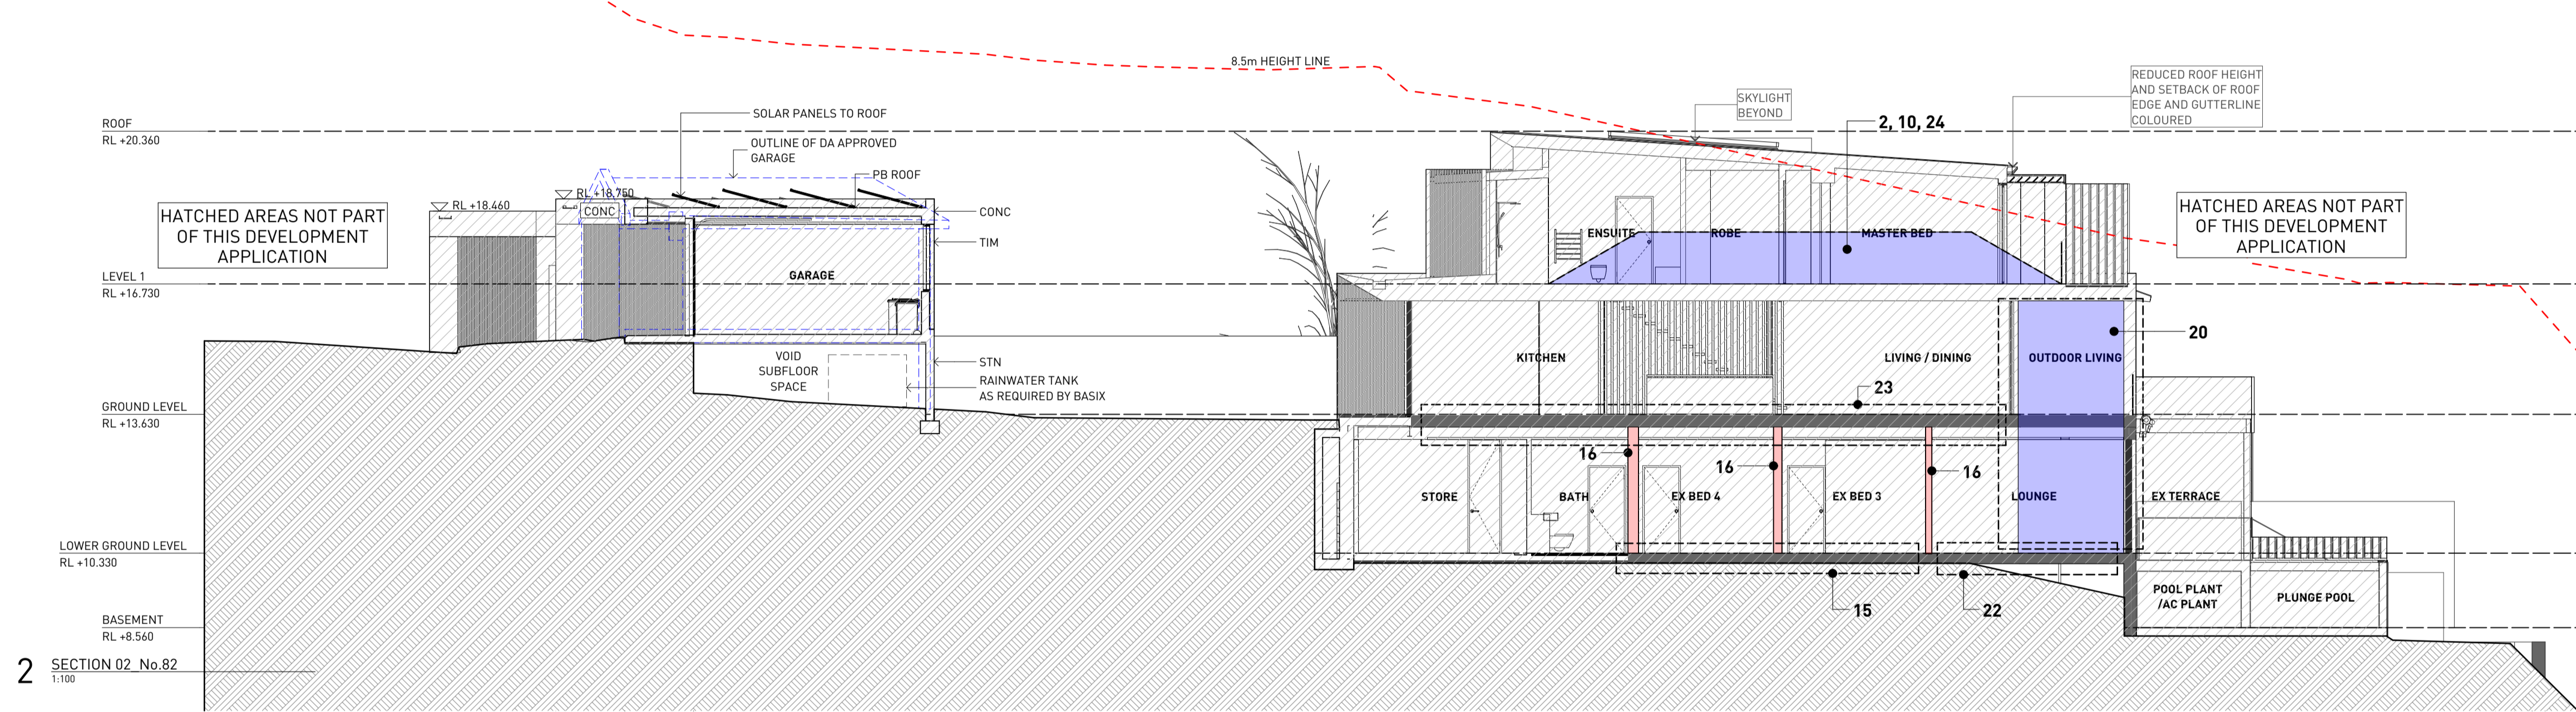 8.5m HEIGHT LINE
REDUCED ROOF HEIGHT
AND SETBACK OF ROOF
EDGE AND GUTTERLINE
COLOURED
SKYLIGHT
BEYOND
2, 10, 24
ROOF
RL +20.360
SOLAR PANELS TO ROOF
OUTLINE OF DA APPROVED
GARAGE
PB ROOF
RL +18.750
RL +18.460
CONC
CONC
TIM
HATCHED AREAS NOT PART
OF THIS DEVELOPMENT
APPLICATION
HATCHED AREAS NOT PART
OF THIS DEVELOPMENT
APPLICATION
ENSUITE
ROBE
MASTER BED
LEVEL 1
RL +16.730
GARAGE
20
VOID
SUBFLOOR
SPACE
STN
RAINWATER TANK
AS REQUIRED BY BASIX
KITCHEN
LIVING / DINING
OUTDOOR LIVING
23
GROUND LEVEL
RL +13.630
16
16
16
STORE
BATH
EX BED 4
EX BED 3
LOUNGE
EX TERRACE
LOWER GROUND LEVEL
RL +10.330
15
22
POOL PLANT
/AC PLANT
PLUNGE POOL
BASEMENT
RL +8.560
2
SECTION 02_No.82
1:100